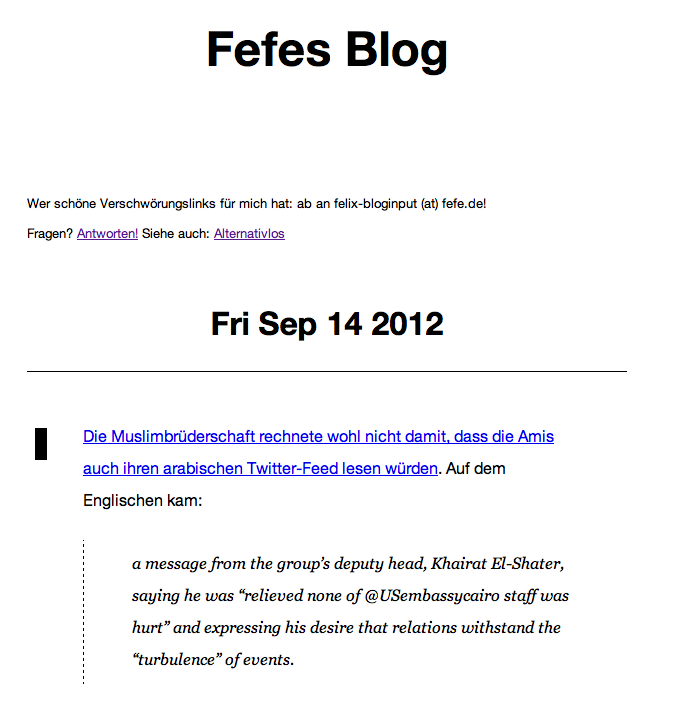 Fefes Blog
Wer schöne Verschwörungslinks für mich hat: ab an felix-bloginput (at) fefe.de!
Fragen? Antworten! Siehe auch: Alternativlos
Fri Sep 14 2012
Die Muslimbrüderschaft rechnete wohl nicht damit, dass die Amis
auch ihren arabischen Twitter-Feed lesen würden. Auf dem
Englischen kam:
a message from the group’s deputy head, Khairat El-Shater,
saying he was “relieved none of @USembassycairo staff was
hurt” and expressing his desire that relations withstand the
“turbulence” of events.